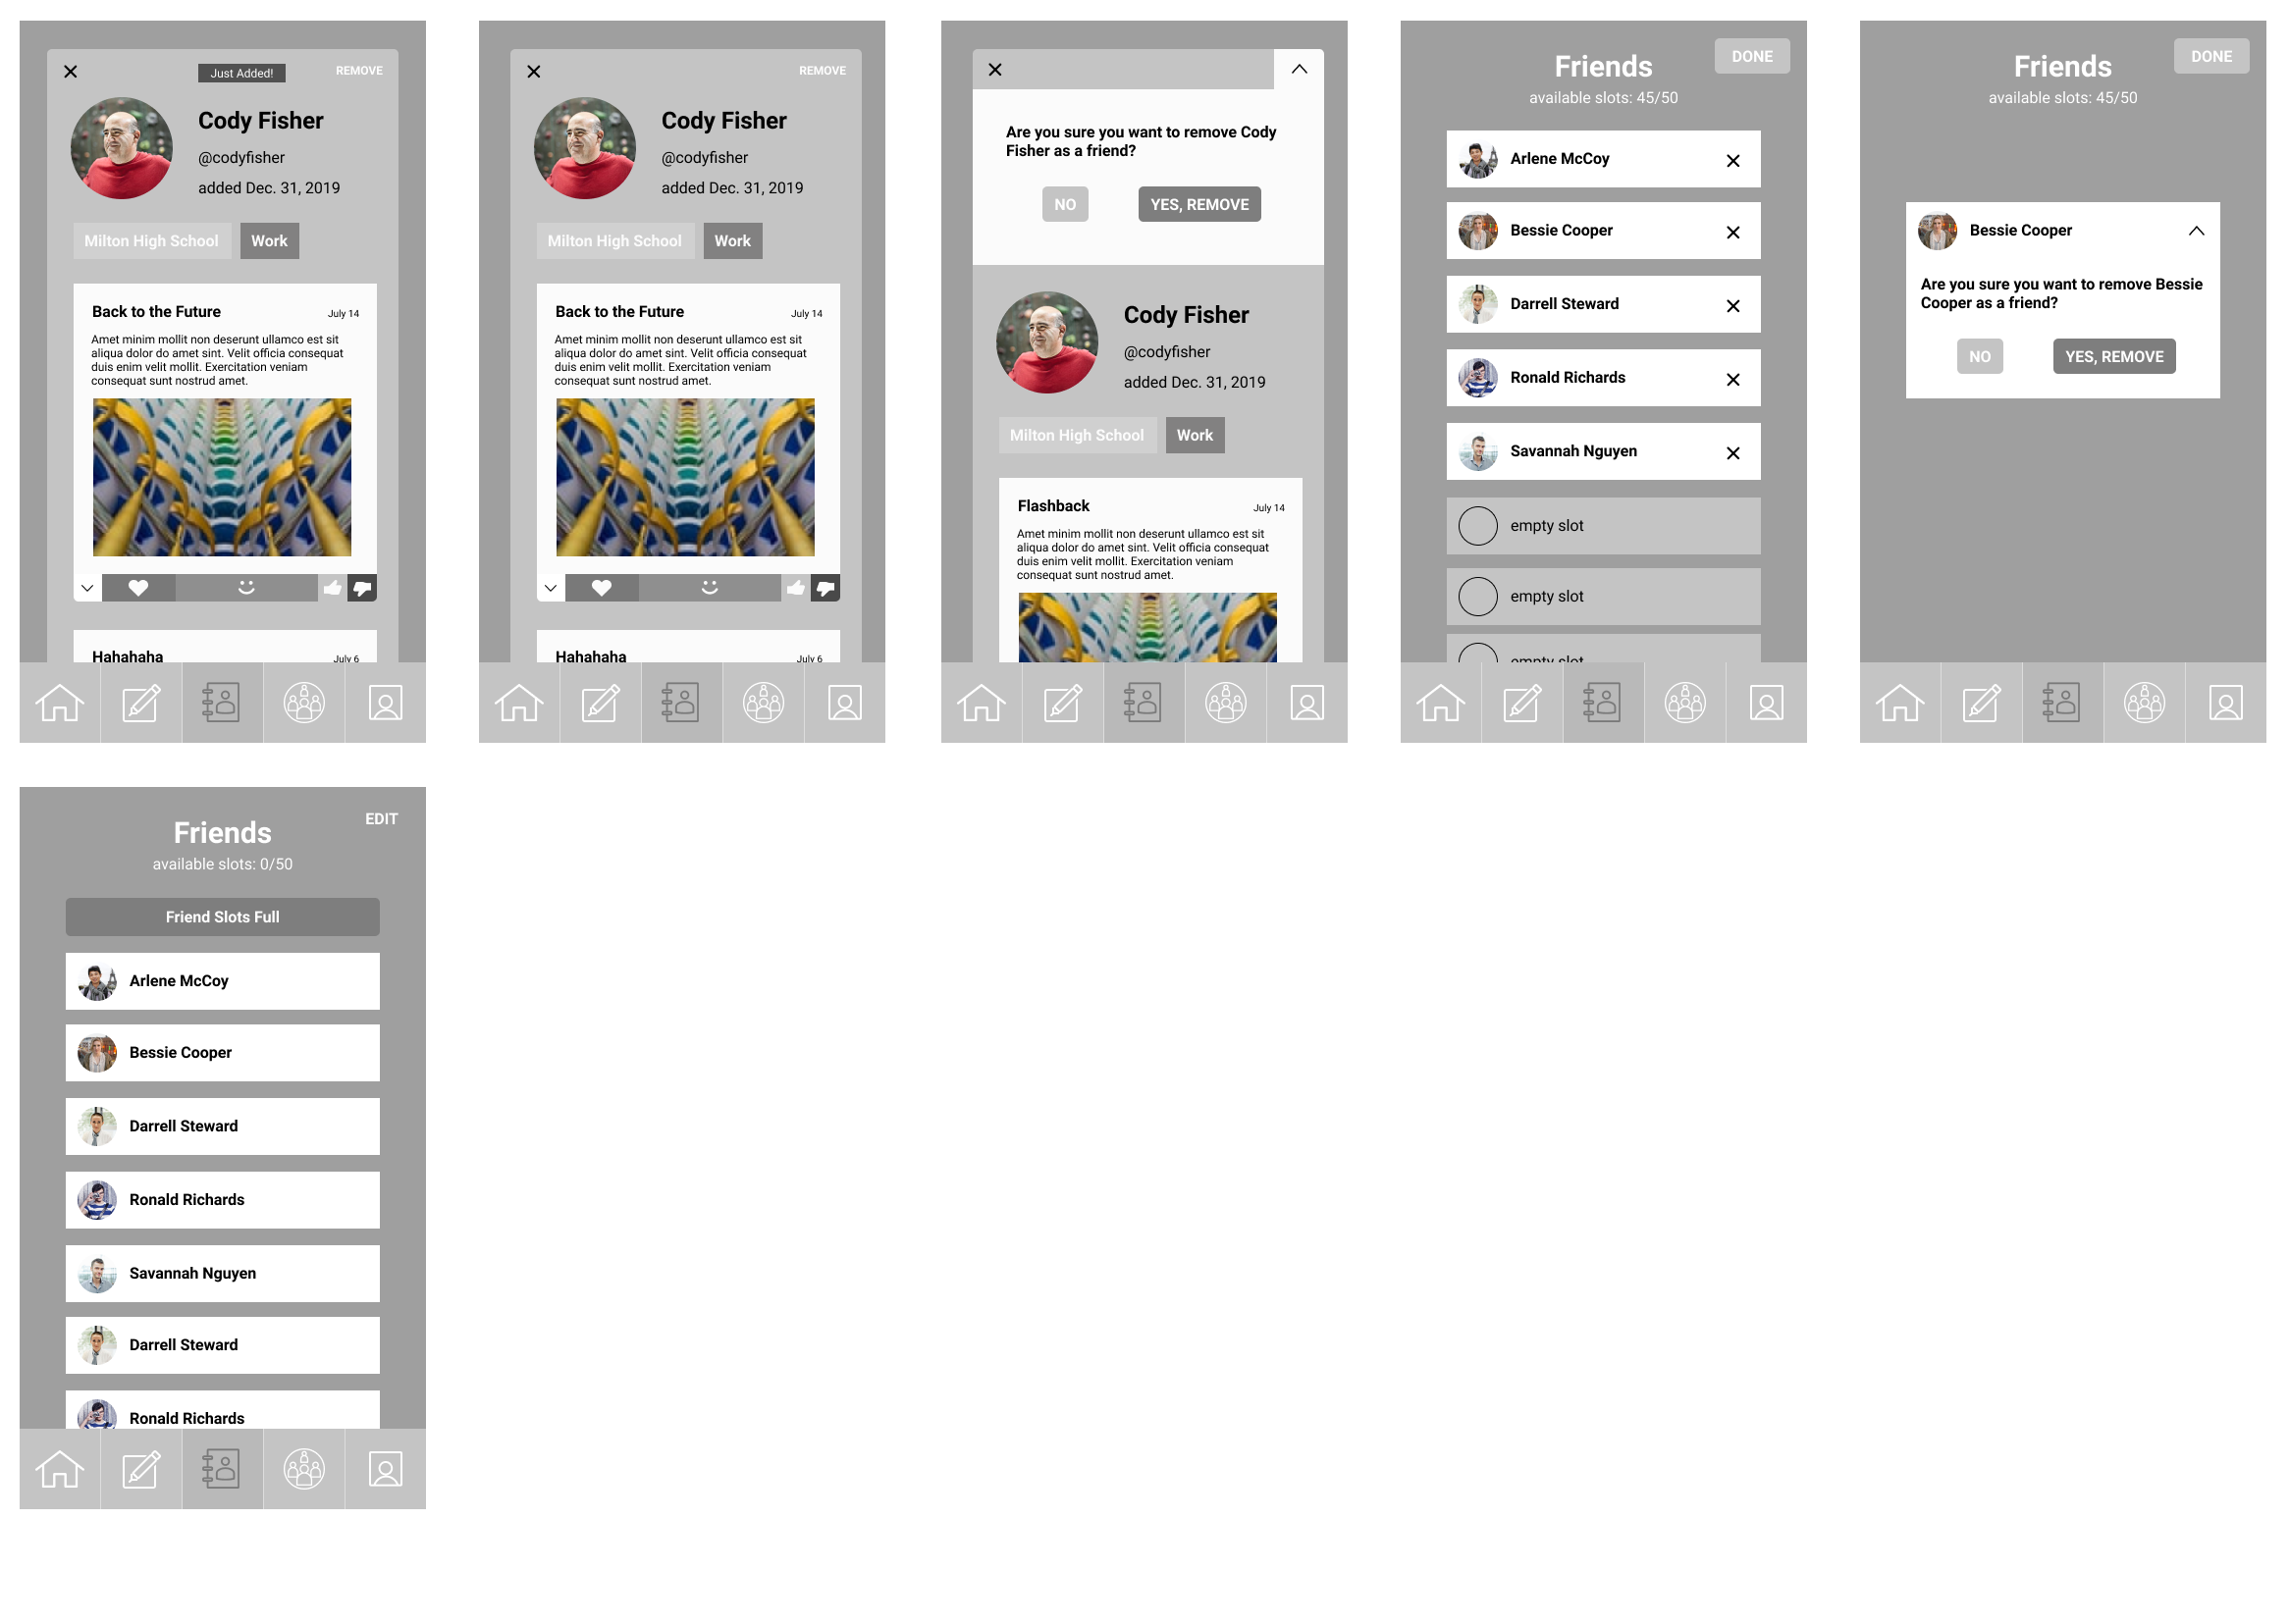 Just Added!
REMOVE
Cody Fisher
@codyfisher
added Dec. 31, 2019
Milton High School
Work
Back to the Future
July 14
Amet minim mollit non deserunt ullamco est sit
aliqua dolor do amet sint. Velit officia consequat
duis enim velit mollit. Exercitation veniam
consequat sunt nostrud amet.
Hahahaha
July 6
REMOVE
Cody Fisher
@codyfisher
added Dec. 31, 2019
Milton High School
Work
Back to the Future
July 14
Amet minim mollit non deserunt ullamco est sit
aliqua dolor do amet sint. Velit officia consequat
duis enim velit mollit. Exercitation veniam
consequat sunt nostrud amet.
Hahahaha
July 6
Are you sure you want to remove Cody
Fisher as a friend?
NO
YES, REMOVE
Cody Fisher
@codyfisher
added Dec. 31, 2019
Milton High School
Work
Flashback
July 14
Amet minim mollit non deserunt ullamco est sit
aliqua dolor do amet sint. Velit officia consequat
duis enim velit mollit. Exercitation veniam
consequat sunt nostrud amet.
DONE
Friends
available slots: 45/50
Arlene McCoy
Bessie Cooper
Darrell Steward
Ronald Richards
Savannah Nguyen
empty slot
empty slot
empty slot
DONE
Friends
available slots: 45/50
Bessie Cooper
Are you sure you want to remove Bessie
Cooper as a friend?
NO
YES, REMOVE
EDIT
Friends
available slots: 0/50
Friend Slots Full
Arlene McCoy
Bessie Cooper
Darrell Steward
Ronald Richards
Savannah Nguyen
Darrell Steward
Ronald Richards